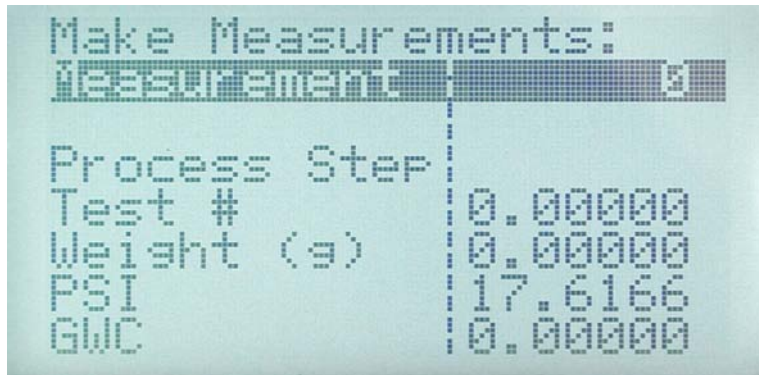 Make Measurements:
Measurement 0
Process Step
Test # 0.00000
Weight (g) 0.00000
PSI 17.6166
GWC 0.00000